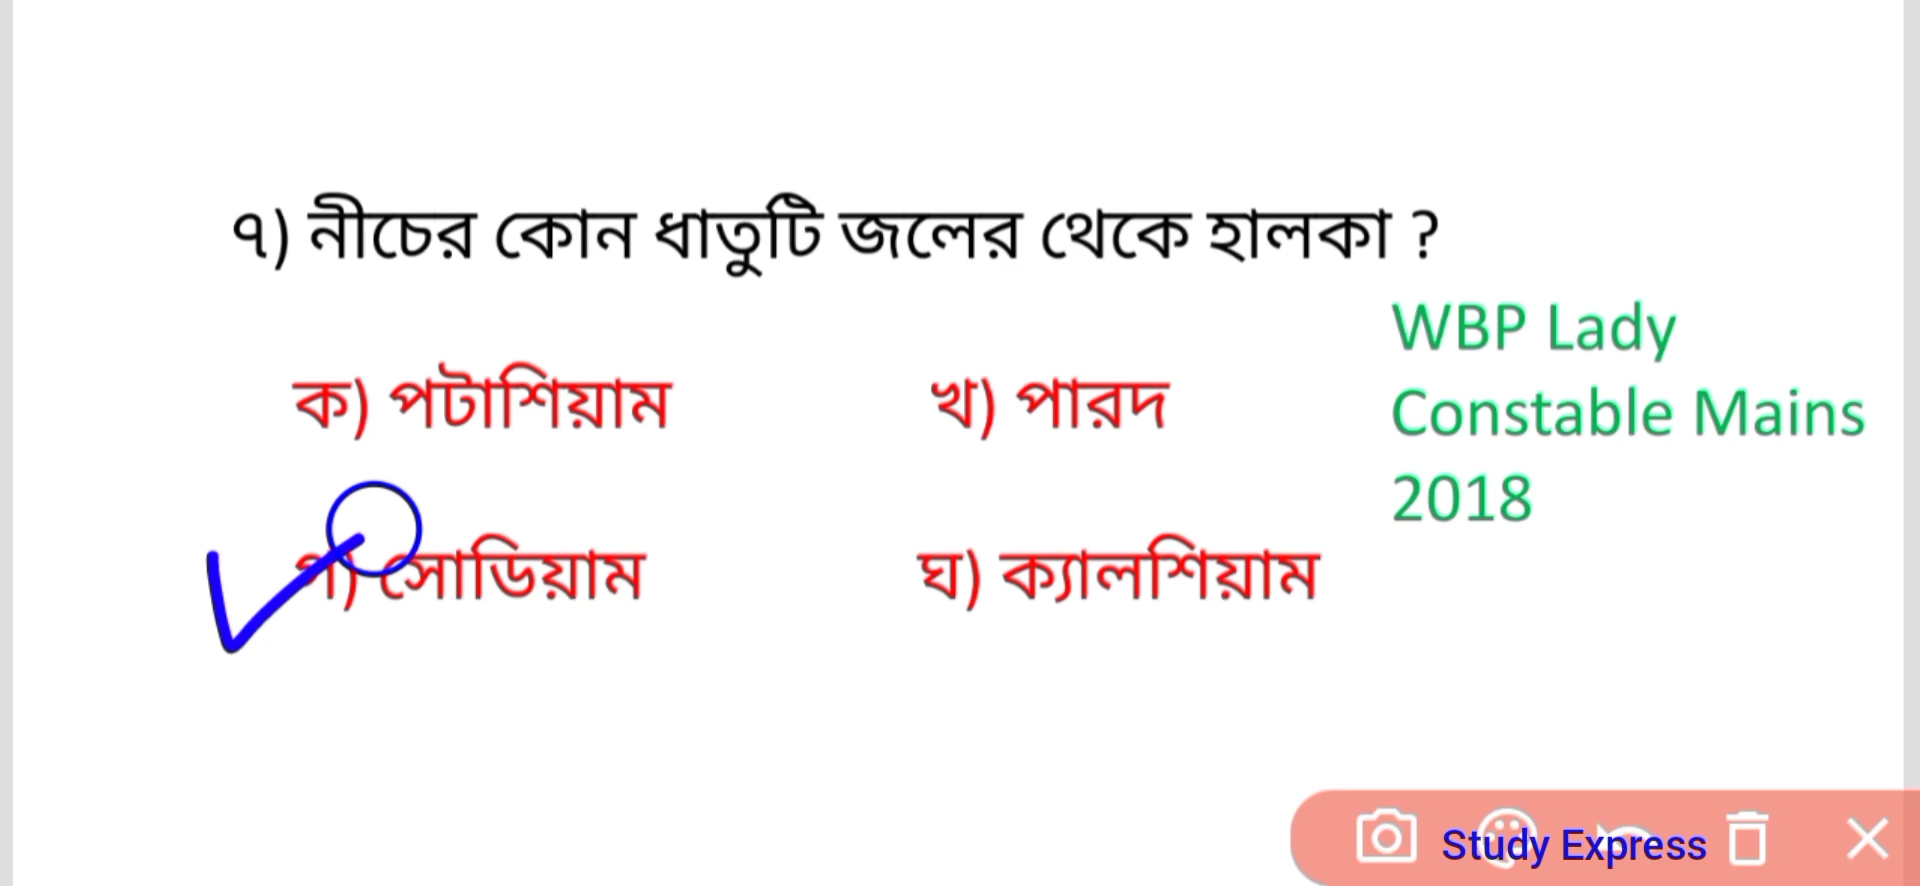 ৭) নীচের কোন ধাতুটি জলের থেকে হালকা ?
ক) পটাশিয়াম খ) পারদ
গ) সোডিয়াম ঘ) ক্যালশিয়াম
WBP Lady
Constable Mains
2018
Study Express